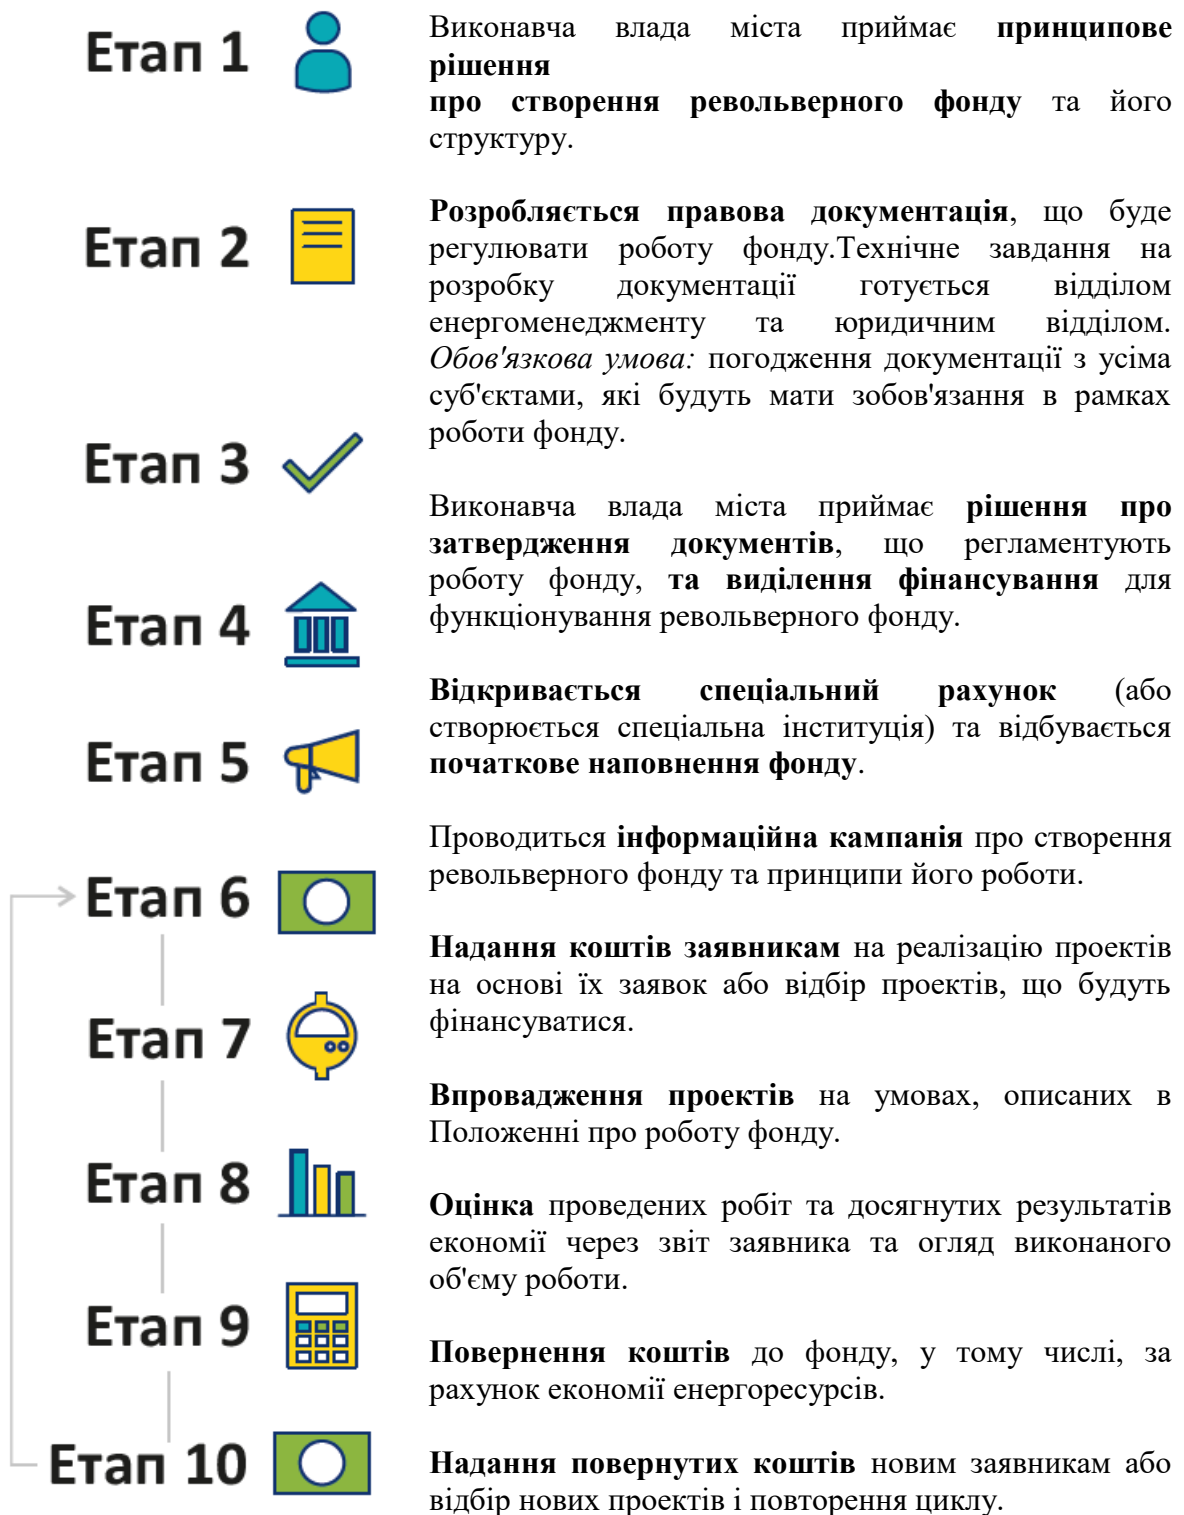 Етап 1
Виконавча влада міста приймає принципове
рішення
про створення револьверного фонду та його
структуру.
Етап 2
Розробляється правова документація, що буде
регулювати роботу фонду.Технічне завдання на
розробку документації готується відділом
енергоменеджменту та юридичним відділом.
Обов'язкова умова: погодження документації з усіма
суб'єктами, які будуть мати зобов'язання в рамках
роботи фонду.
Етап 3
Виконавча влада міста приймає рішення про
затвердження документів, що регламентують
роботу фонду, та виділення фінансування для
функціонування револьверного фонду.
Етап 4
Відкривається спеціальний рахунок (або
створюється спеціальна інституція) та відбувається
початкове наповнення фонду.
Етап 5
Проводиться інформаційна кампанія про створення
револьверного фонду та принципи його роботи.
Етап 6
Надання коштів заявникам на реалізацію проектів
на основі їх заявок або відбір проектів, що будуть
фінансуватися.
Етап 7
Впровадження проектів на умовах, описаних в
Положенні про роботу фонду.
Етап 8
Оцінка проведених робіт та досягнутих результатів
економії через звіт заявника та огляд виконаного
об'єму роботи.
Етап 9
Повернення коштів до фонду, у тому числі, за
рахунок економії енергоресурсів.
Етап 10
Надання повернутих коштів новим заявникам або
відбір нових проектів і повторення циклу.